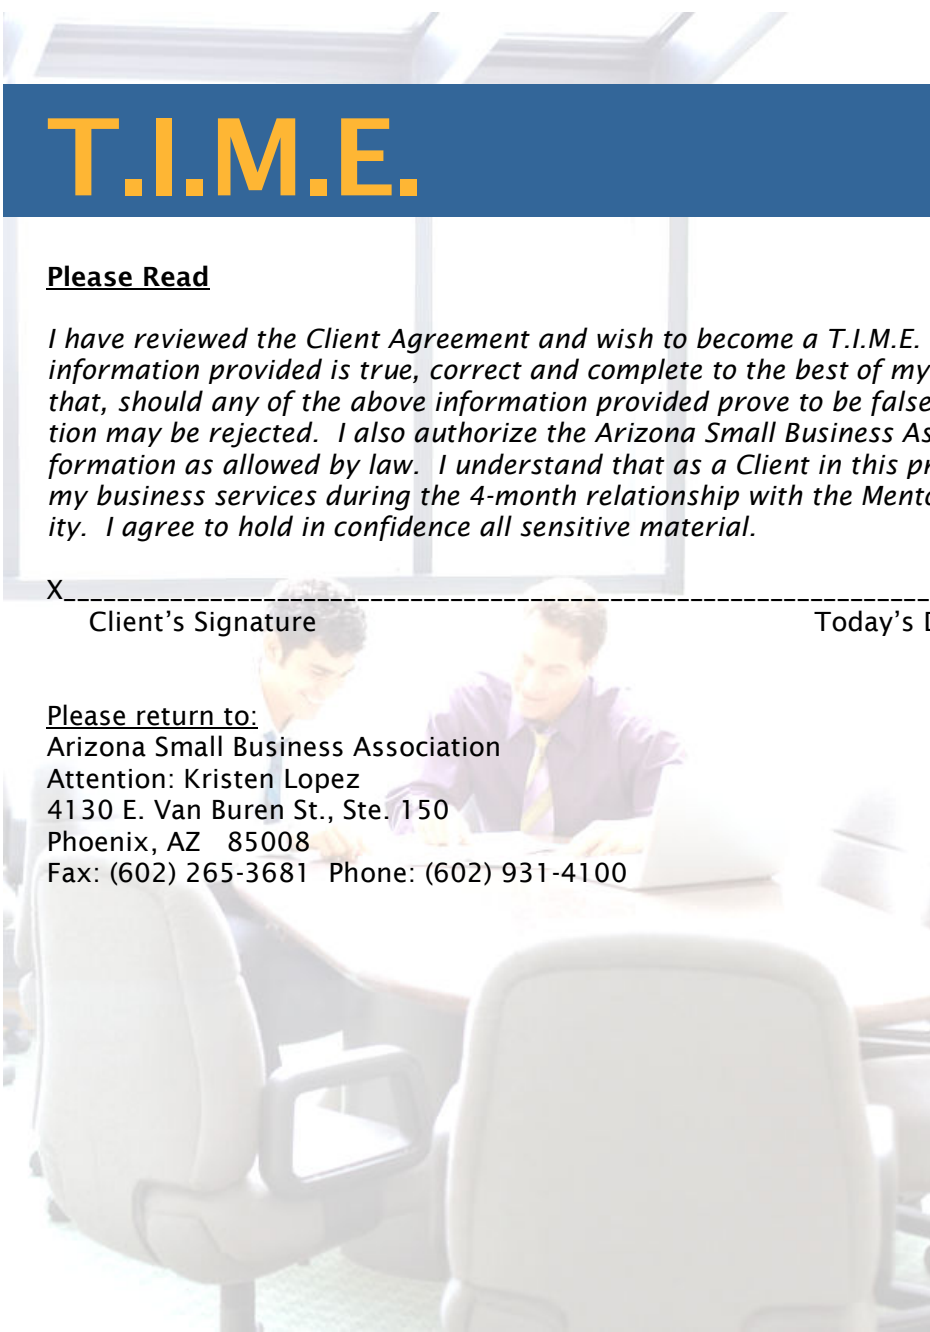 T.I.M.E.
Please Read
I have reviewed the Client Agreement and wish to become a T.I.M.E.
information provided is true, correct and complete to the best of my
that, should any of the above information provided prove to be false
tion may be rejected.  I also authorize the Arizona Small Business As
formation as allowed by law.  I understand that as a Client in this pr
my business services during the 4-month relationship with the Mento
ity.  I agree to hold in confidence all sensitive material.
X_________________________________________________________________
Client's Signature Today's D
Please return to:
Arizona Small Business Association
Attention: Kristen Lopez
4130 E. Van Buren St., Ste. 150
Phoenix, AZ   85008
Fax: (602) 265-3681  Phone: (602) 931-4100